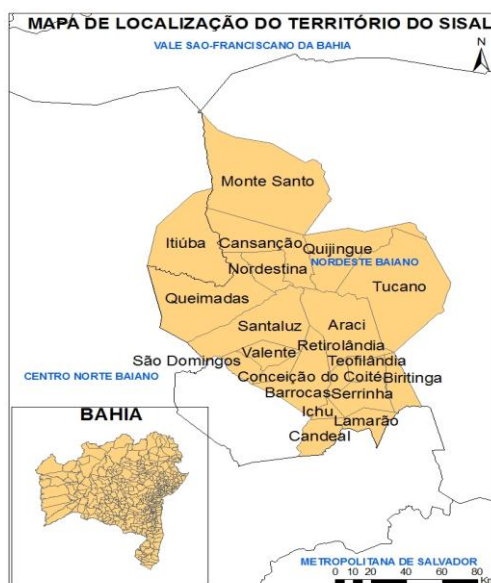 MAPA DE LOCALIZAÇÃO DO TERRITÓRIO DO SISAL
VALE SAO-FRANCISCANO DA BAHIA
N
Monte Santo
Itiúba
Cansanção
Quijingue
NORDESTE BAIANO
Nordestina
Tucano
Queimadas
Santaluz
Araci
Retirolândia
São Domingos
Valente
Teofilândia
CENTRO NORTE BAIANO
Conceição do Coité
Biritinga
Barrocas
Serrinha
Ichu
Lamarão
Candeal
BAHIA
METROPOLITANA DE SALVADOR
0 10 20 40 60 80
Km